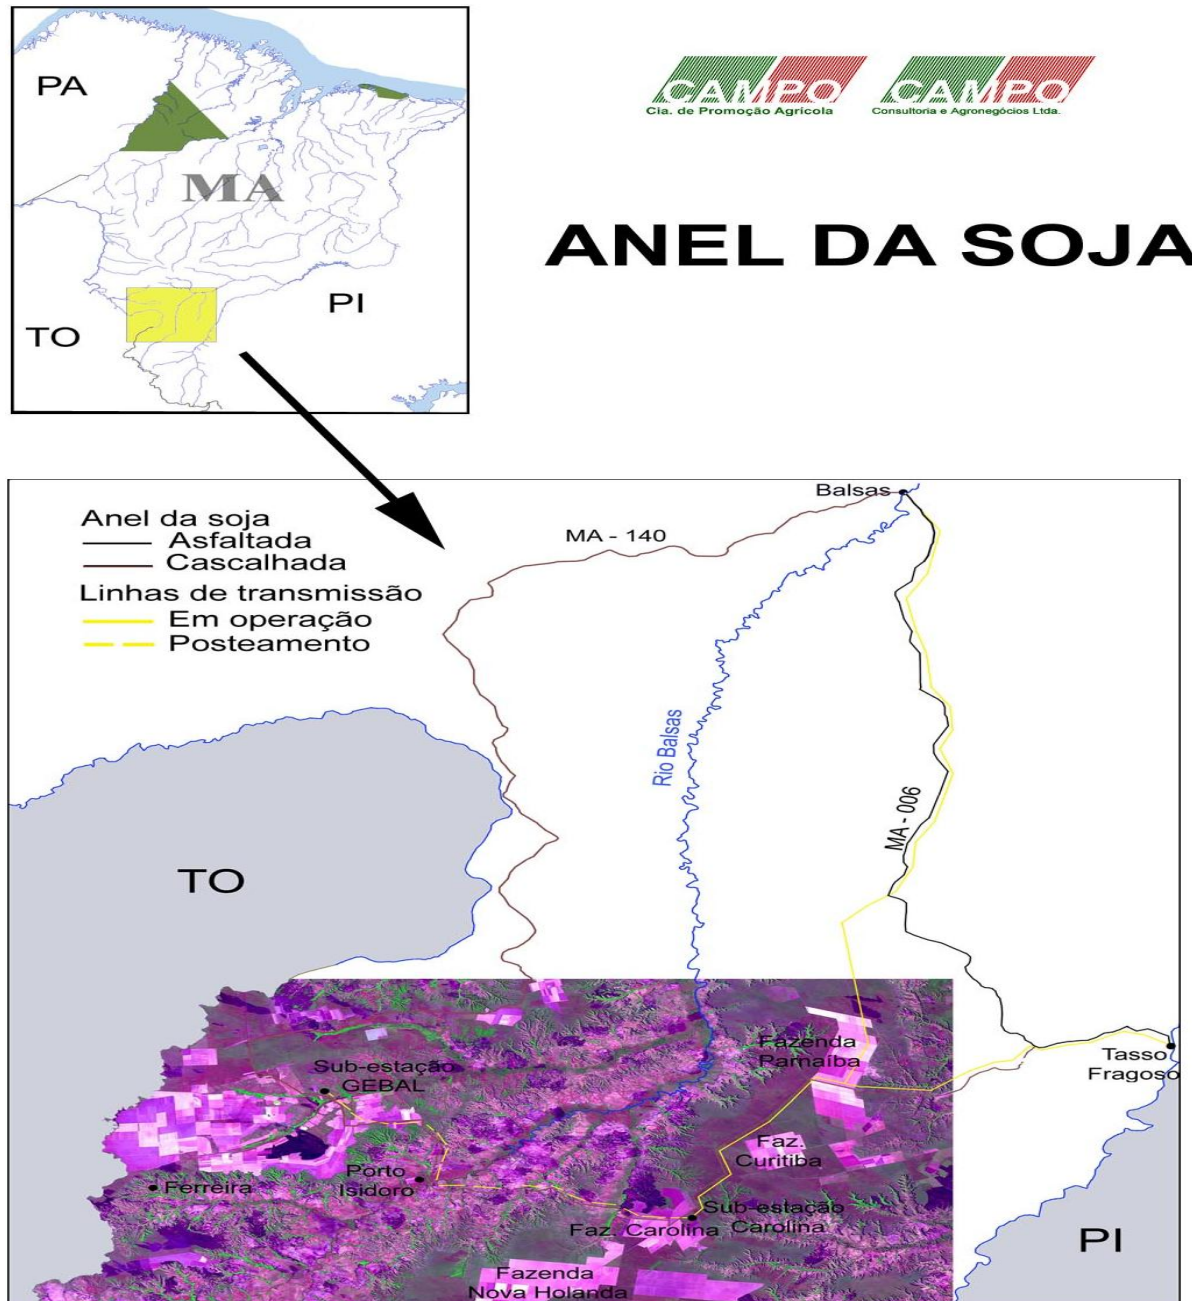 PA
MA
TO
PI
CAMPO
Cia. de Promoção Agrícola
CAMPO
Consultoria e Agronegócios Ltda.
ANEL DA SOJA
Anel da soja
Asfaltada
Cascalhada
Linhas de transmissão
Em operação
Posteamento
Balsas
MA - 140
Rio Balsas
MA - 006
TO
Fazenda
Parnaíba
Tasso
Fragoso
Sub-estação
GEBAL
Faz.
Curitiba
Porto
Isidoro
Ferreira
Sub-estação
Carolina
Faz. Carolina
PI
Fazenda
Nova Holanda